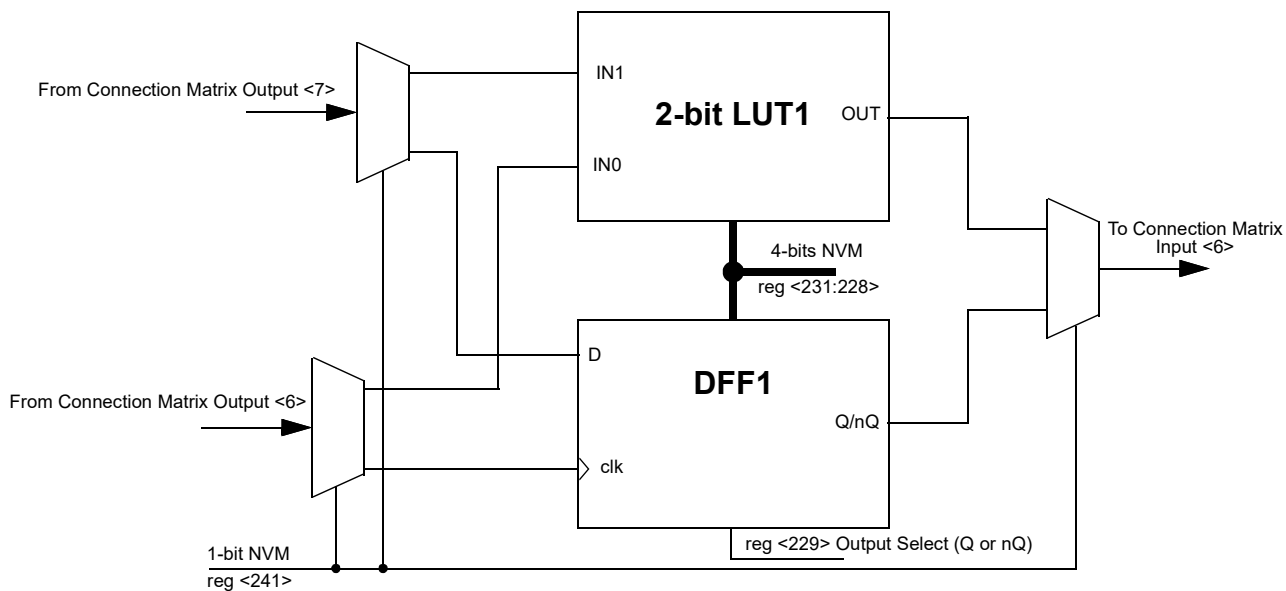 From Connection Matrix Output <7>
IN1
2-bit LUT1
OUT
IN0
To Connection Matrix
Input <6>
4-bits NVM
reg <231:228>
D
DFF1
From Connection Matrix Output <6>
Q/nQ
clk
reg <229> Output Select (Q or nQ)
1-bit NVM
reg <241>